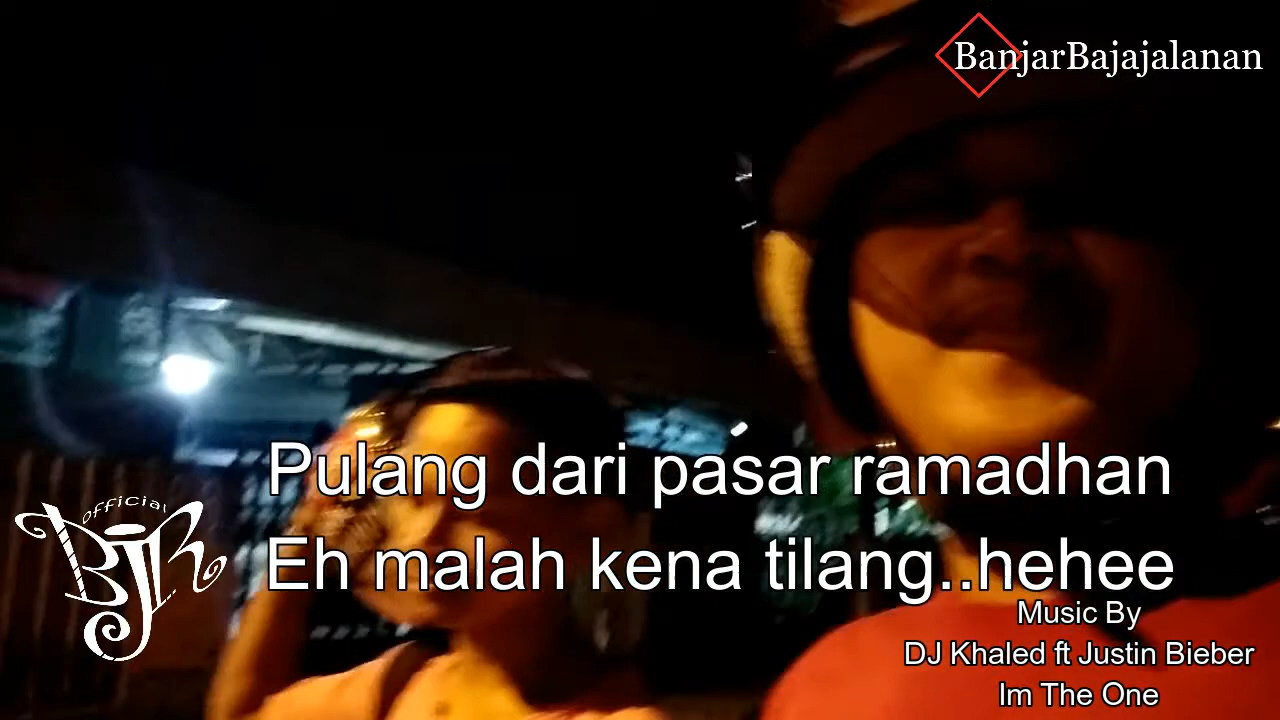 BanjarBajajalanan
Pulang dari pasar ramadhan
Eh malah kena tilang..hehee
official
BJR
Music By
DJ Khaled ft Justin Bieber
Im The One